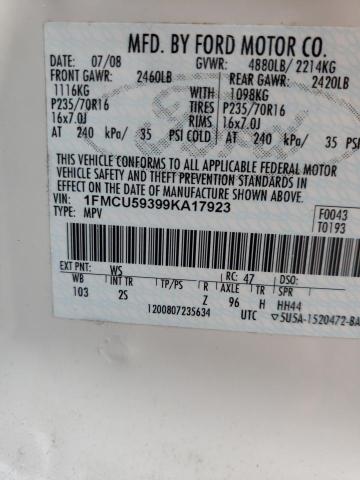 MFD. BY FORD MOTOR CO.
DATE: 07/08 GVWR: 4880LB/ 2214KG
FRONT GAWR: 2460LB REAR GAWR: 2420LB
1116KG WITH 1098KG
P235/70R16 TIRES P235/70R16
16x7.0J RIMS 16x7.0J
AT 240 kPa/ 35 PSI COLD AT 240 kPa/ 35 PSI
THIS VEHICLE CONFORMS TO ALL APPLICABLE FEDERAL MOTOR
VEHICLE SAFETY AND THEFT PREVENTION STANDARDS IN
EFFECT ON THE DATE OF MANUFACTURE SHOWN ABOVE.
VIN: 1FMCU59399KA17923 F0043
TYPE: MPV T0193
EXT PNT: WS RC: 47 DSO:
WB INT TR TP/PS R AXLE TR SPR
103 2S Z 96 H HH44
1200807235634 UTC ▽5U5A-1520472-BA